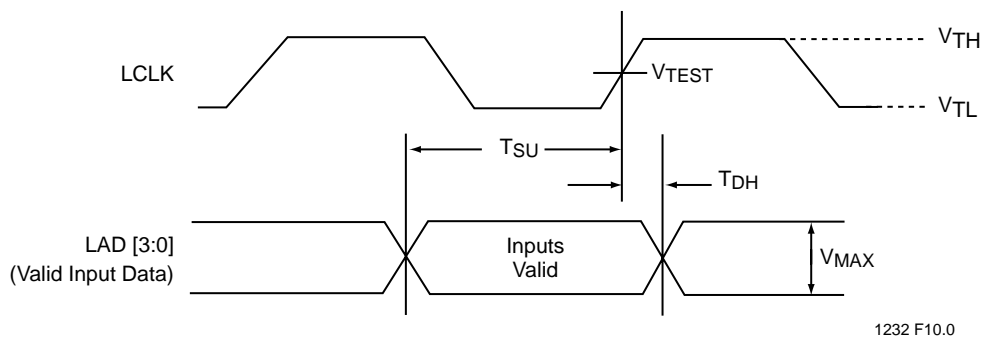 VTH
LCLK
VTEST
VTL
TSU
TDH
LAD [3:0]
(Valid Input Data)
Inputs
Valid
VMAX
1232 F10.0